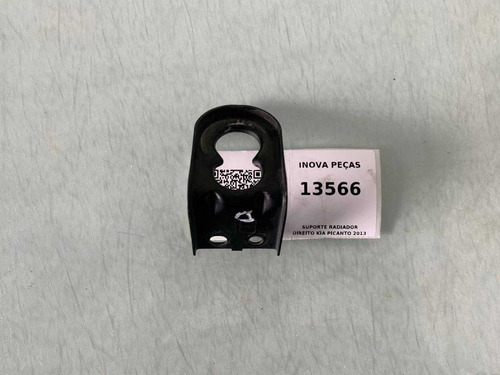 INOVA PEÇAS
13566
SUPORTE RADIADOR
DIREITO KIA PICANTO 2013